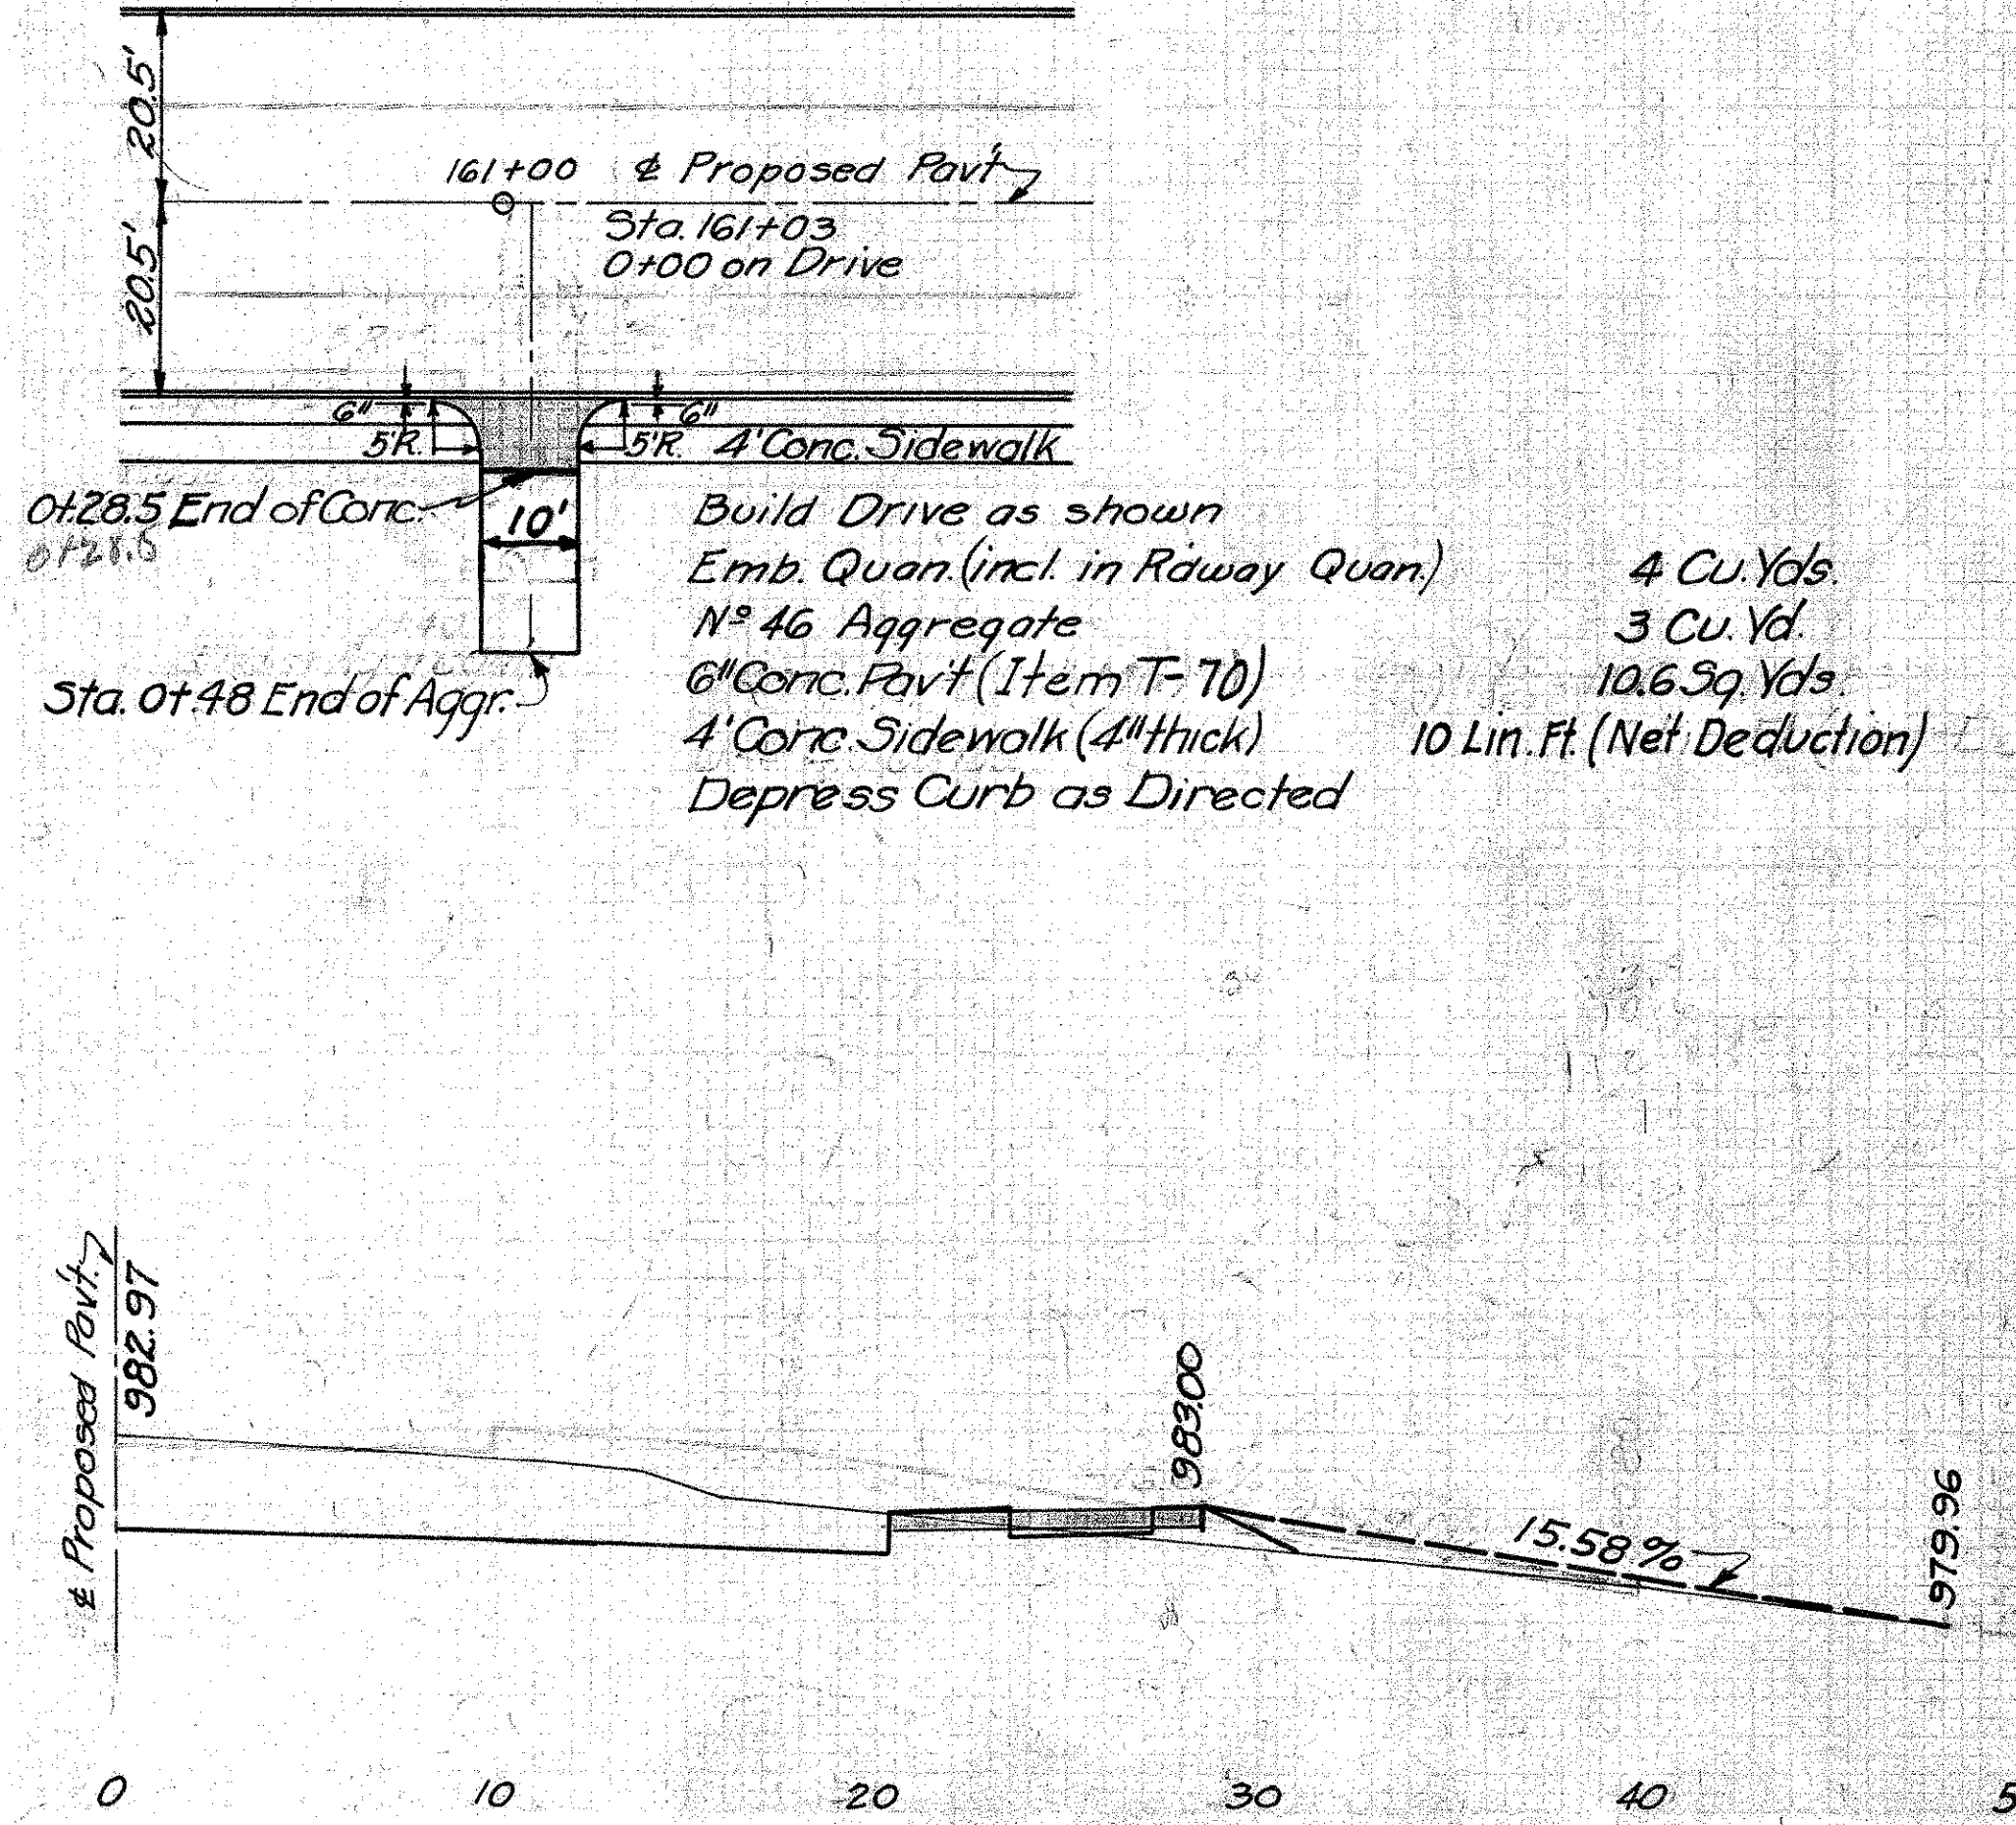 20.5'
20.5'
161+00
℄ Proposed Pav't
Sta. 161+03
0+00 on Drive
6"
5'R.
6"
5'R.
4' Conc. Sidewalk
0+28.5 End of Conc.
0+28.5
10'
Sta. 0+48 End of Aggr.
Build Drive as shown
Emb. Quan. (incl. in R'dway Quan.) 4 Cu. Yds.
Nº 46 Aggregate 3 Cu. Yd.
6" Conc. Pav't (Item T-70) 10.6 Sq. Yds.
4' Conc. Sidewalk (4" thick) 10 Lin. Ft. (Net Deduction)
Depress Curb as Directed
℄ Proposed Pav't.
982.97
983.00
15.58 %
979.96
0 10 20 30 40 5